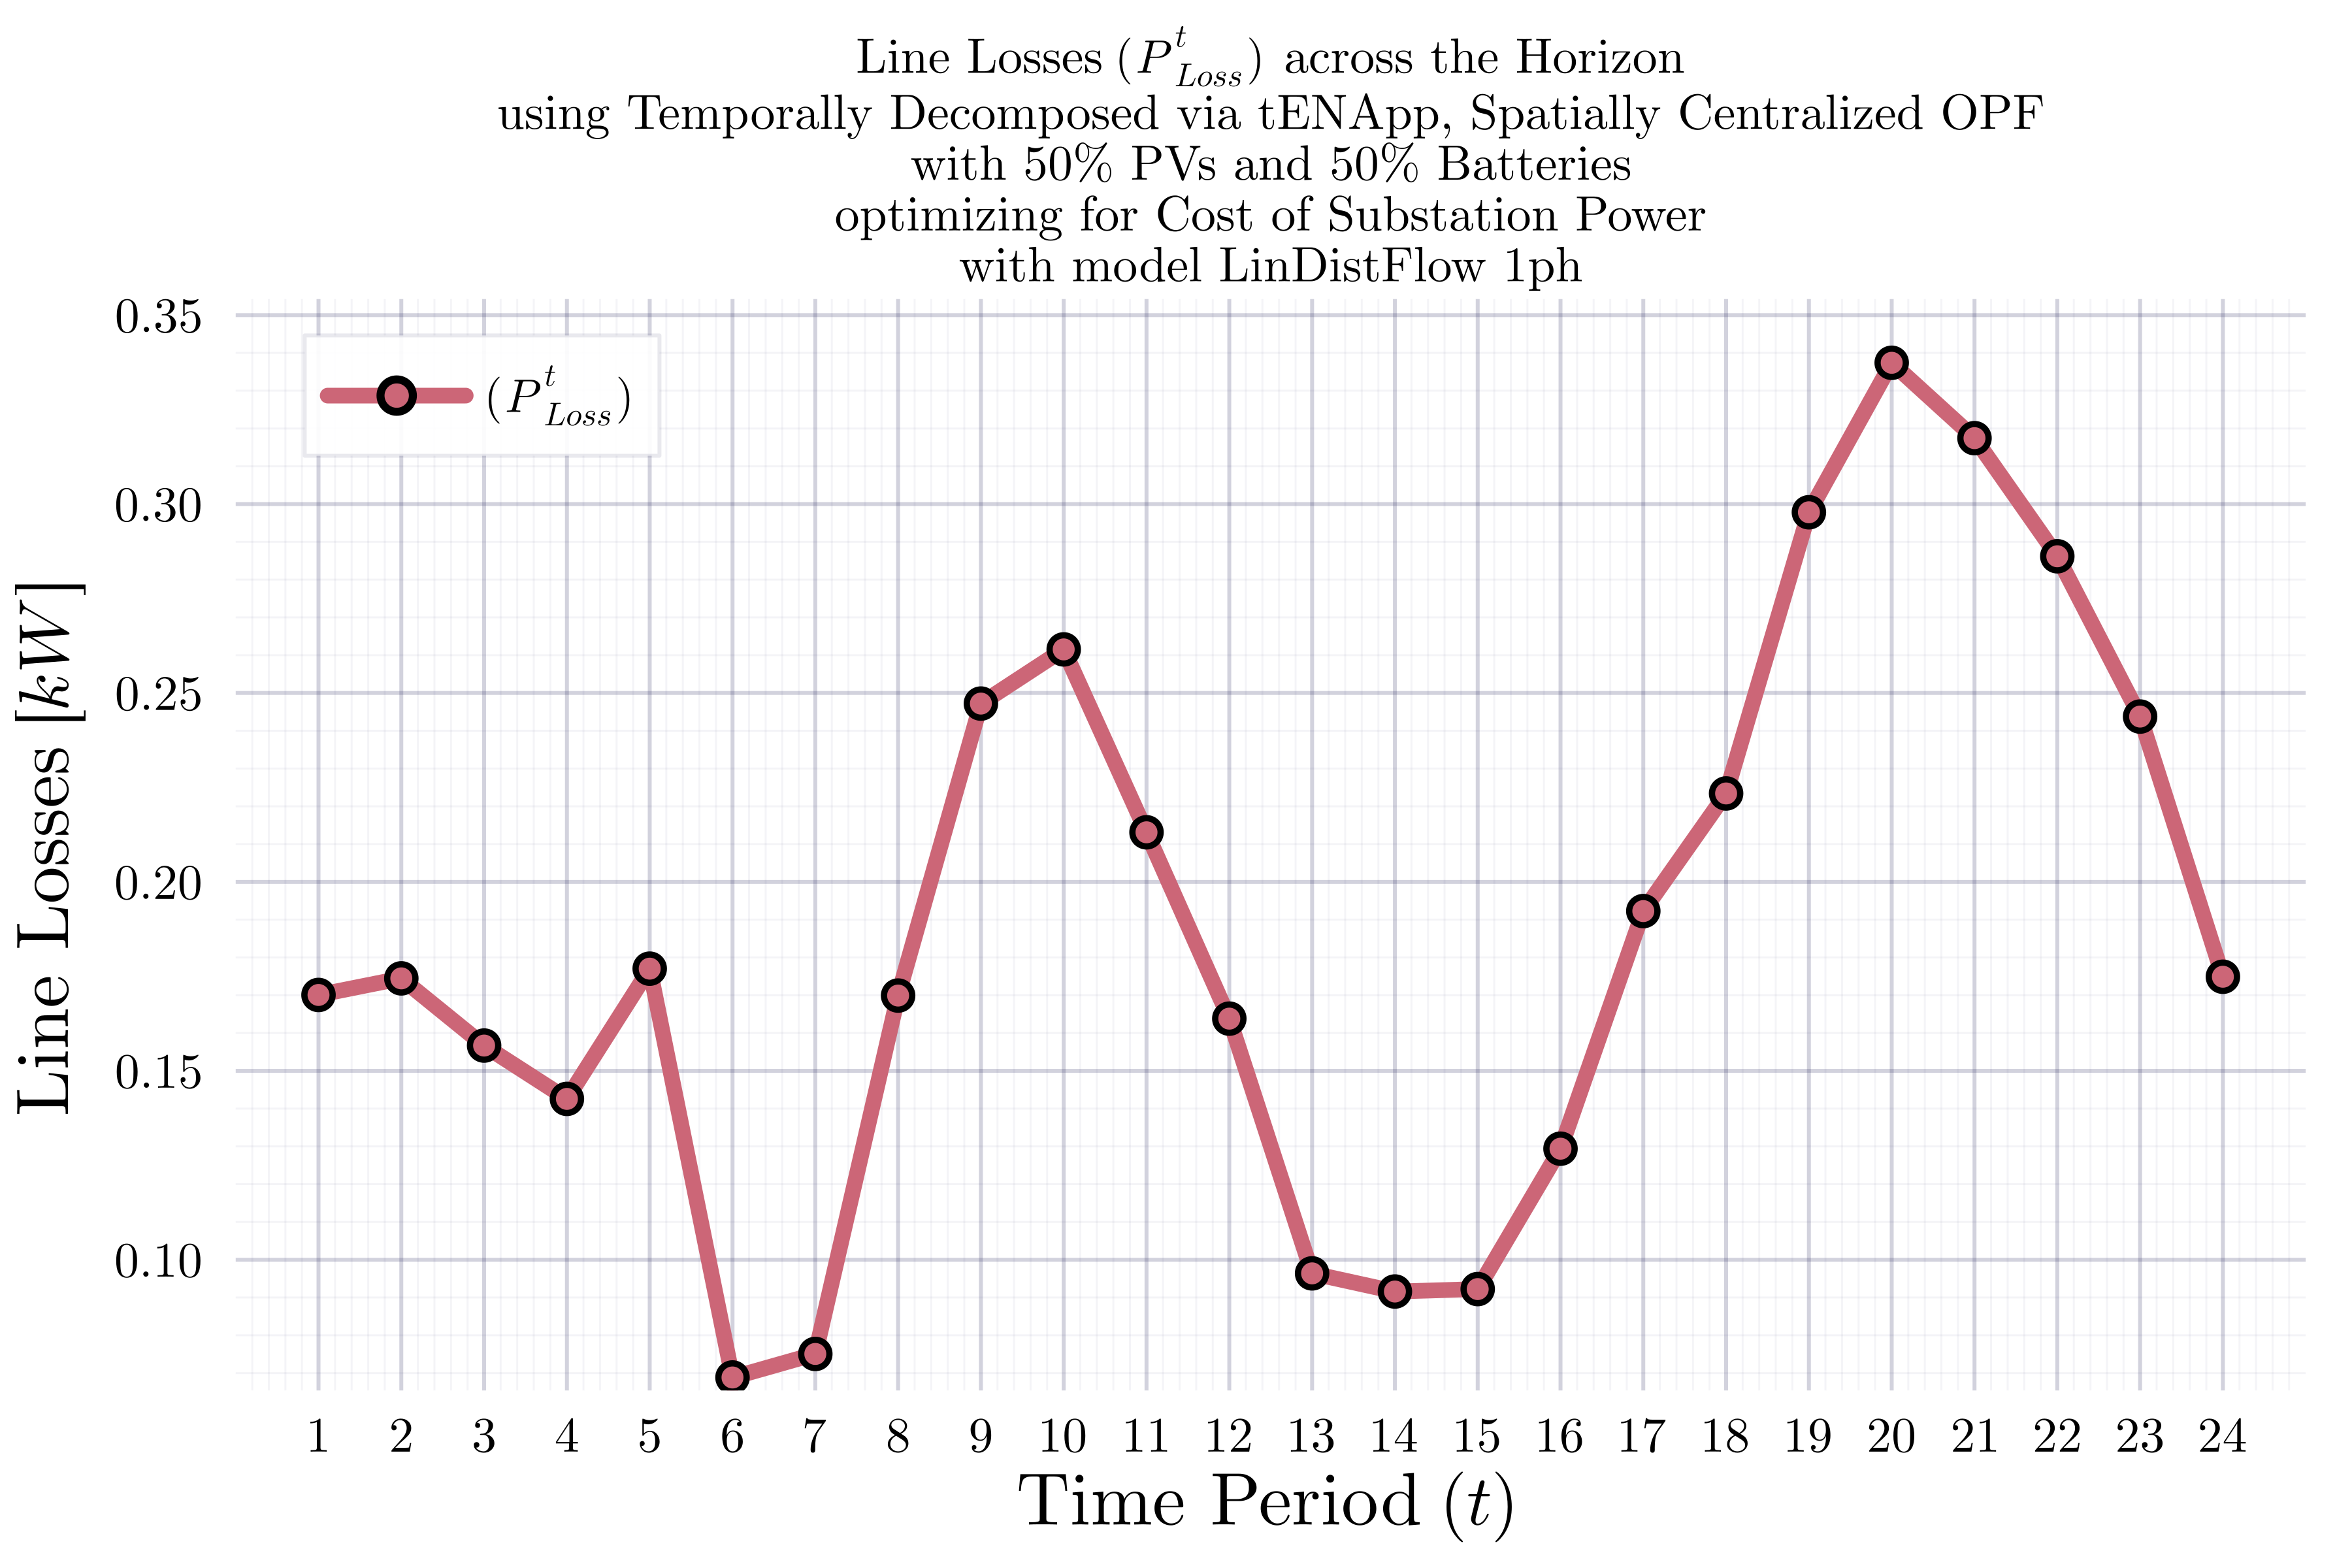 Line Losses (P^t_Loss) across the Horizon
using Temporally Decomposed via tENApp, Spatially Centralized OPF
with 50% PVs and 50% Batteries
optimizing for Cost of Substation Power
with model LinDistFlow 1ph
(P^t_Loss)
Line Losses [kW]
0.35
0.30
0.25
0.20
0.15
0.10
1 2 3 4 5 6 7 8 9 10 11 12 13 14 15 16 17 18 19 20 21 22 23 24
Time Period (t)